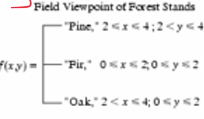 Field Viewpoint of Forest Stands
"Pine," 2 < x < 4; 2 < y < 4
f(x,y) = "Fir," 0 ≤ x ≤ 2; 0 ≤ y ≤ 2
"Oak," 2 < x < 4; 0 ≤ y ≤ 2